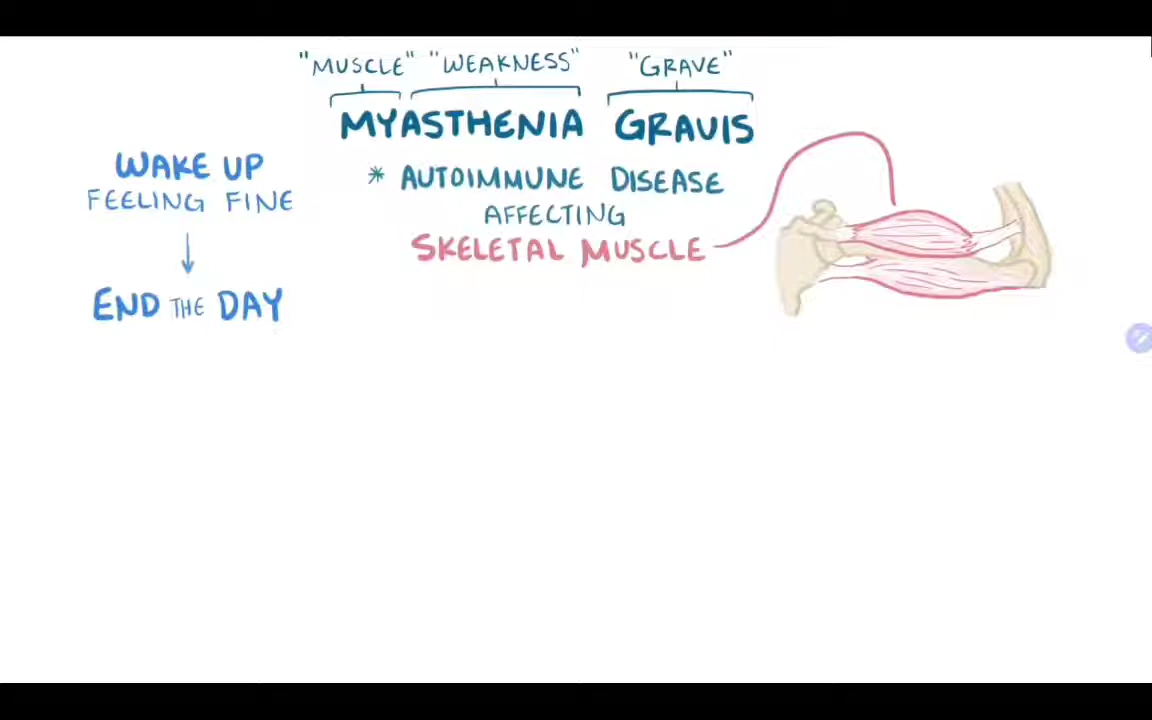 "MUSCLE" "WEAKNESS" "GRAVE"
MYASTHENIA GRAVIS
* AUTOIMMUNE DISEASE
AFFECTING
SKELETAL MUSCLE
WAKE UP
FEELING FINE
END THE DAY